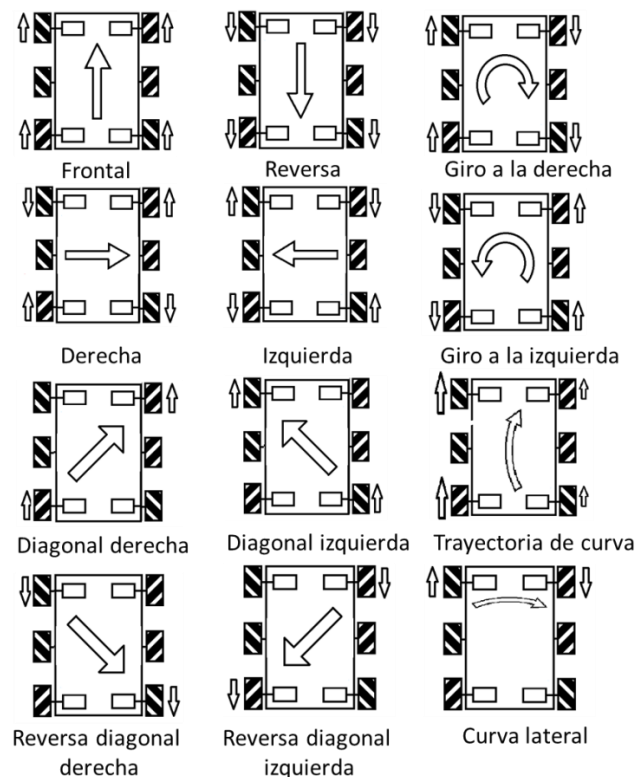 Frontal
Reversa
Giro a la derecha
Derecha
Izquierda
Giro a la izquierda
Diagonal derecha
Diagonal izquierda
Trayectoria de curva
Reversa diagonal
derecha
Reversa diagonal
izquierda
Curva lateral